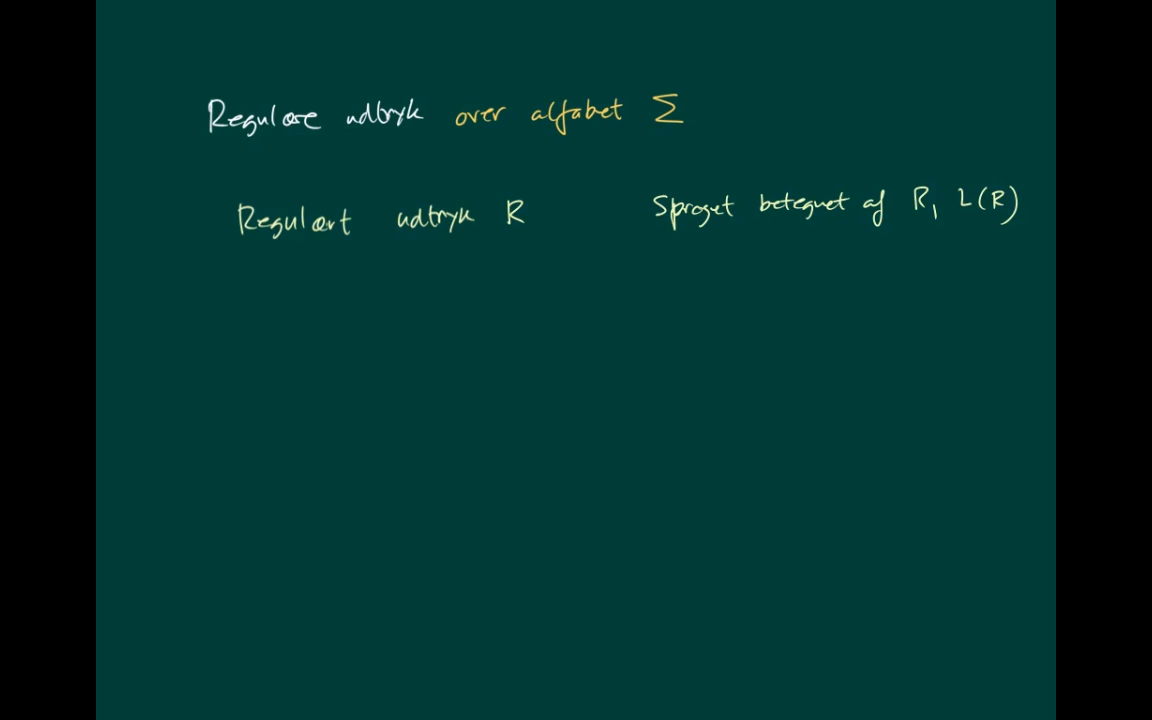 Regulære udtryk over alfabet Σ
Regulært udtryk R Sproget betegnet af R, L(R)